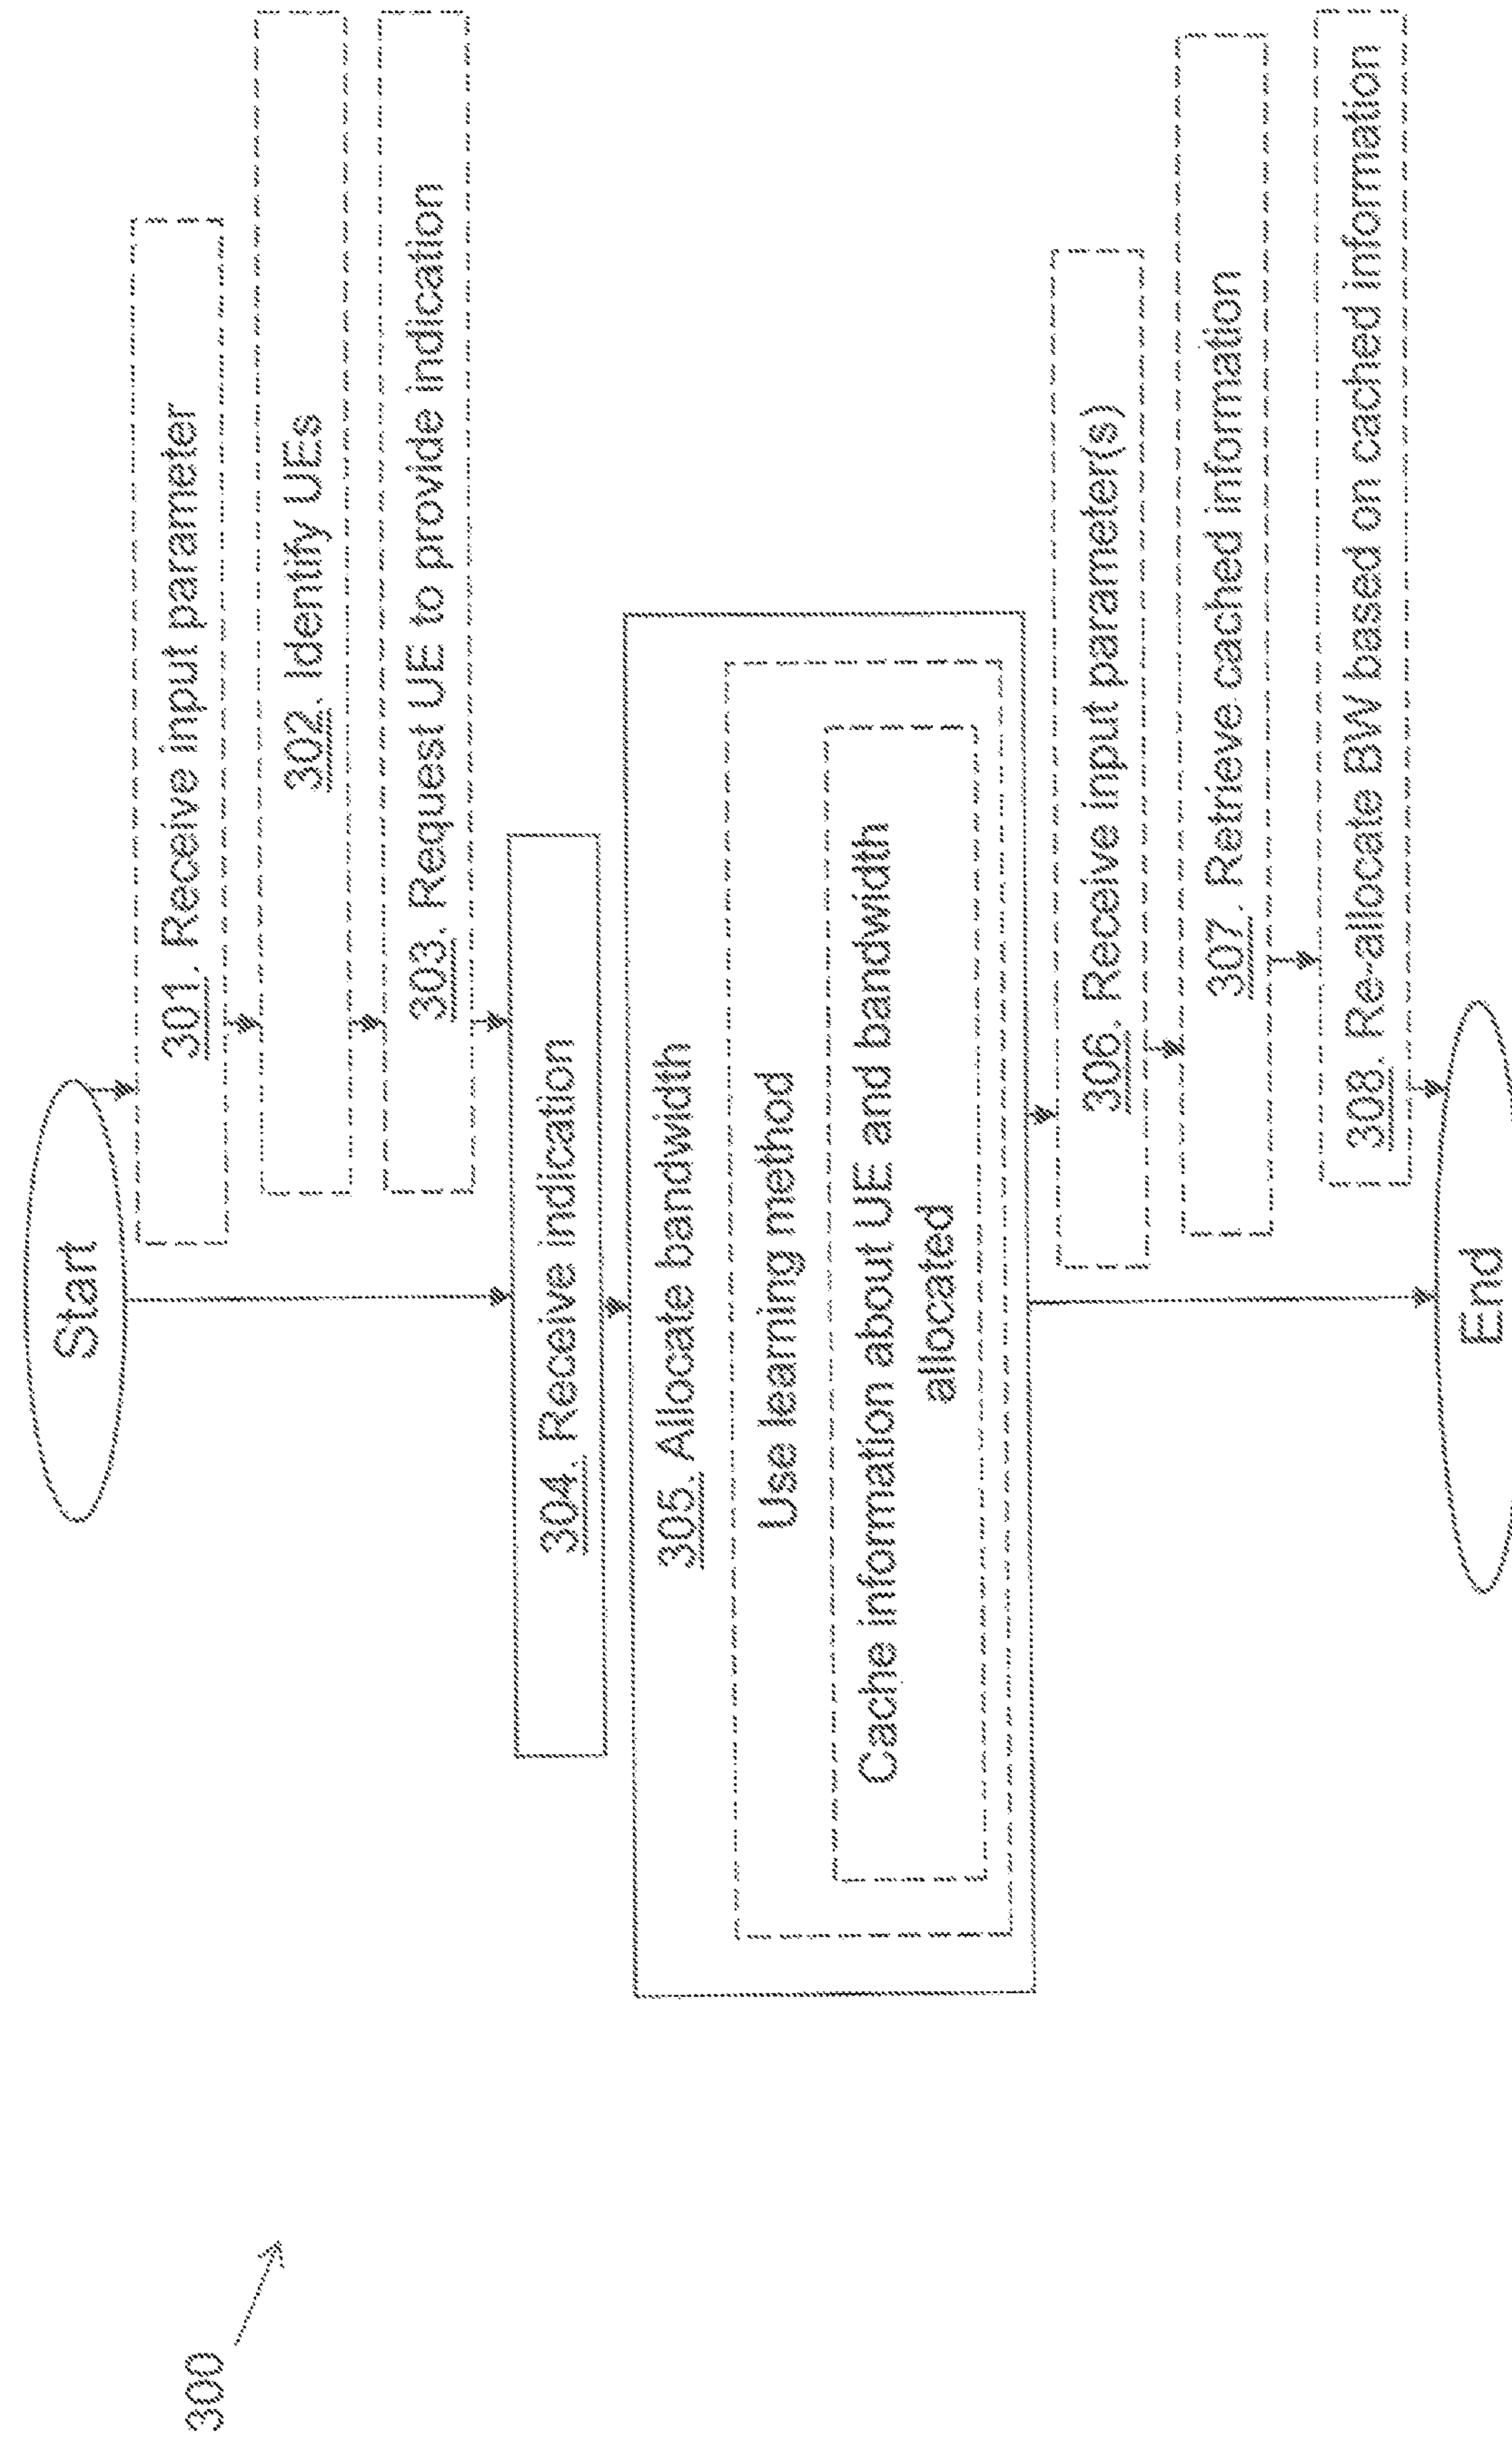 300
Start
301. Receive input parameter
302. Identify UEs
303. Request UE to provide indication
304. Receive indication
305. Allocate bandwidth
Use learning method
Cache information about UE and bandwidth
allocated
306. Receive input parameter(s)
307. Retrieve cached information
308. Re-allocate BW based on cached information
End